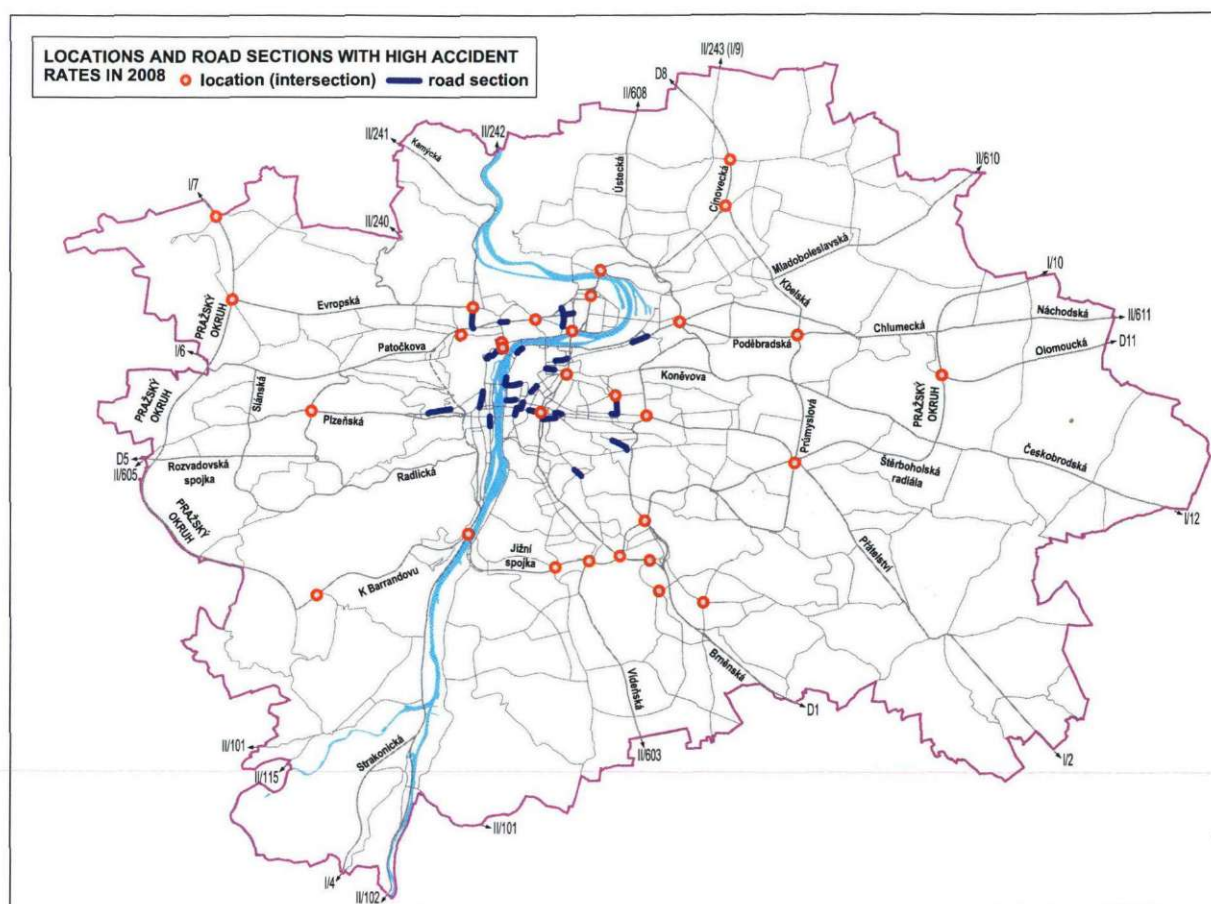 LOCATIONS AND ROAD SECTIONS WITH HIGH ACCIDENT
RATES IN 2008 location (intersection) road section
II/243 (I/9)
D8
II/608
II/242
II/241
Kamýcká
II/610
Ústecká
Cínovecká
I/7
II/240
Mladoboleslavská
Kbelská
I/10
PRAŽSKÝ
OKRUH
Evropská
Náchodská
II/611
Chlumecká
Poděbradská
Olomoucká
D11
Patočkova
I/6
Koněvova
PRAŽSKÝ
OKRUH
Slánská
PRAŽSKÝ
OKRUH
Plzeňská
Průmyslová
Českobrodská
D5
II/605
Rozvadovská
spojka
Radlická
Štěrboholská
radiála
I/12
PRAŽSKÝ
OKRUH
Jižní
spojka
Přátelství
K Barrandovu
Brněnská
Vídeňská
D1
II/101
Strakonická
II/603
I/2
II/115
II/101
I/4
II/102